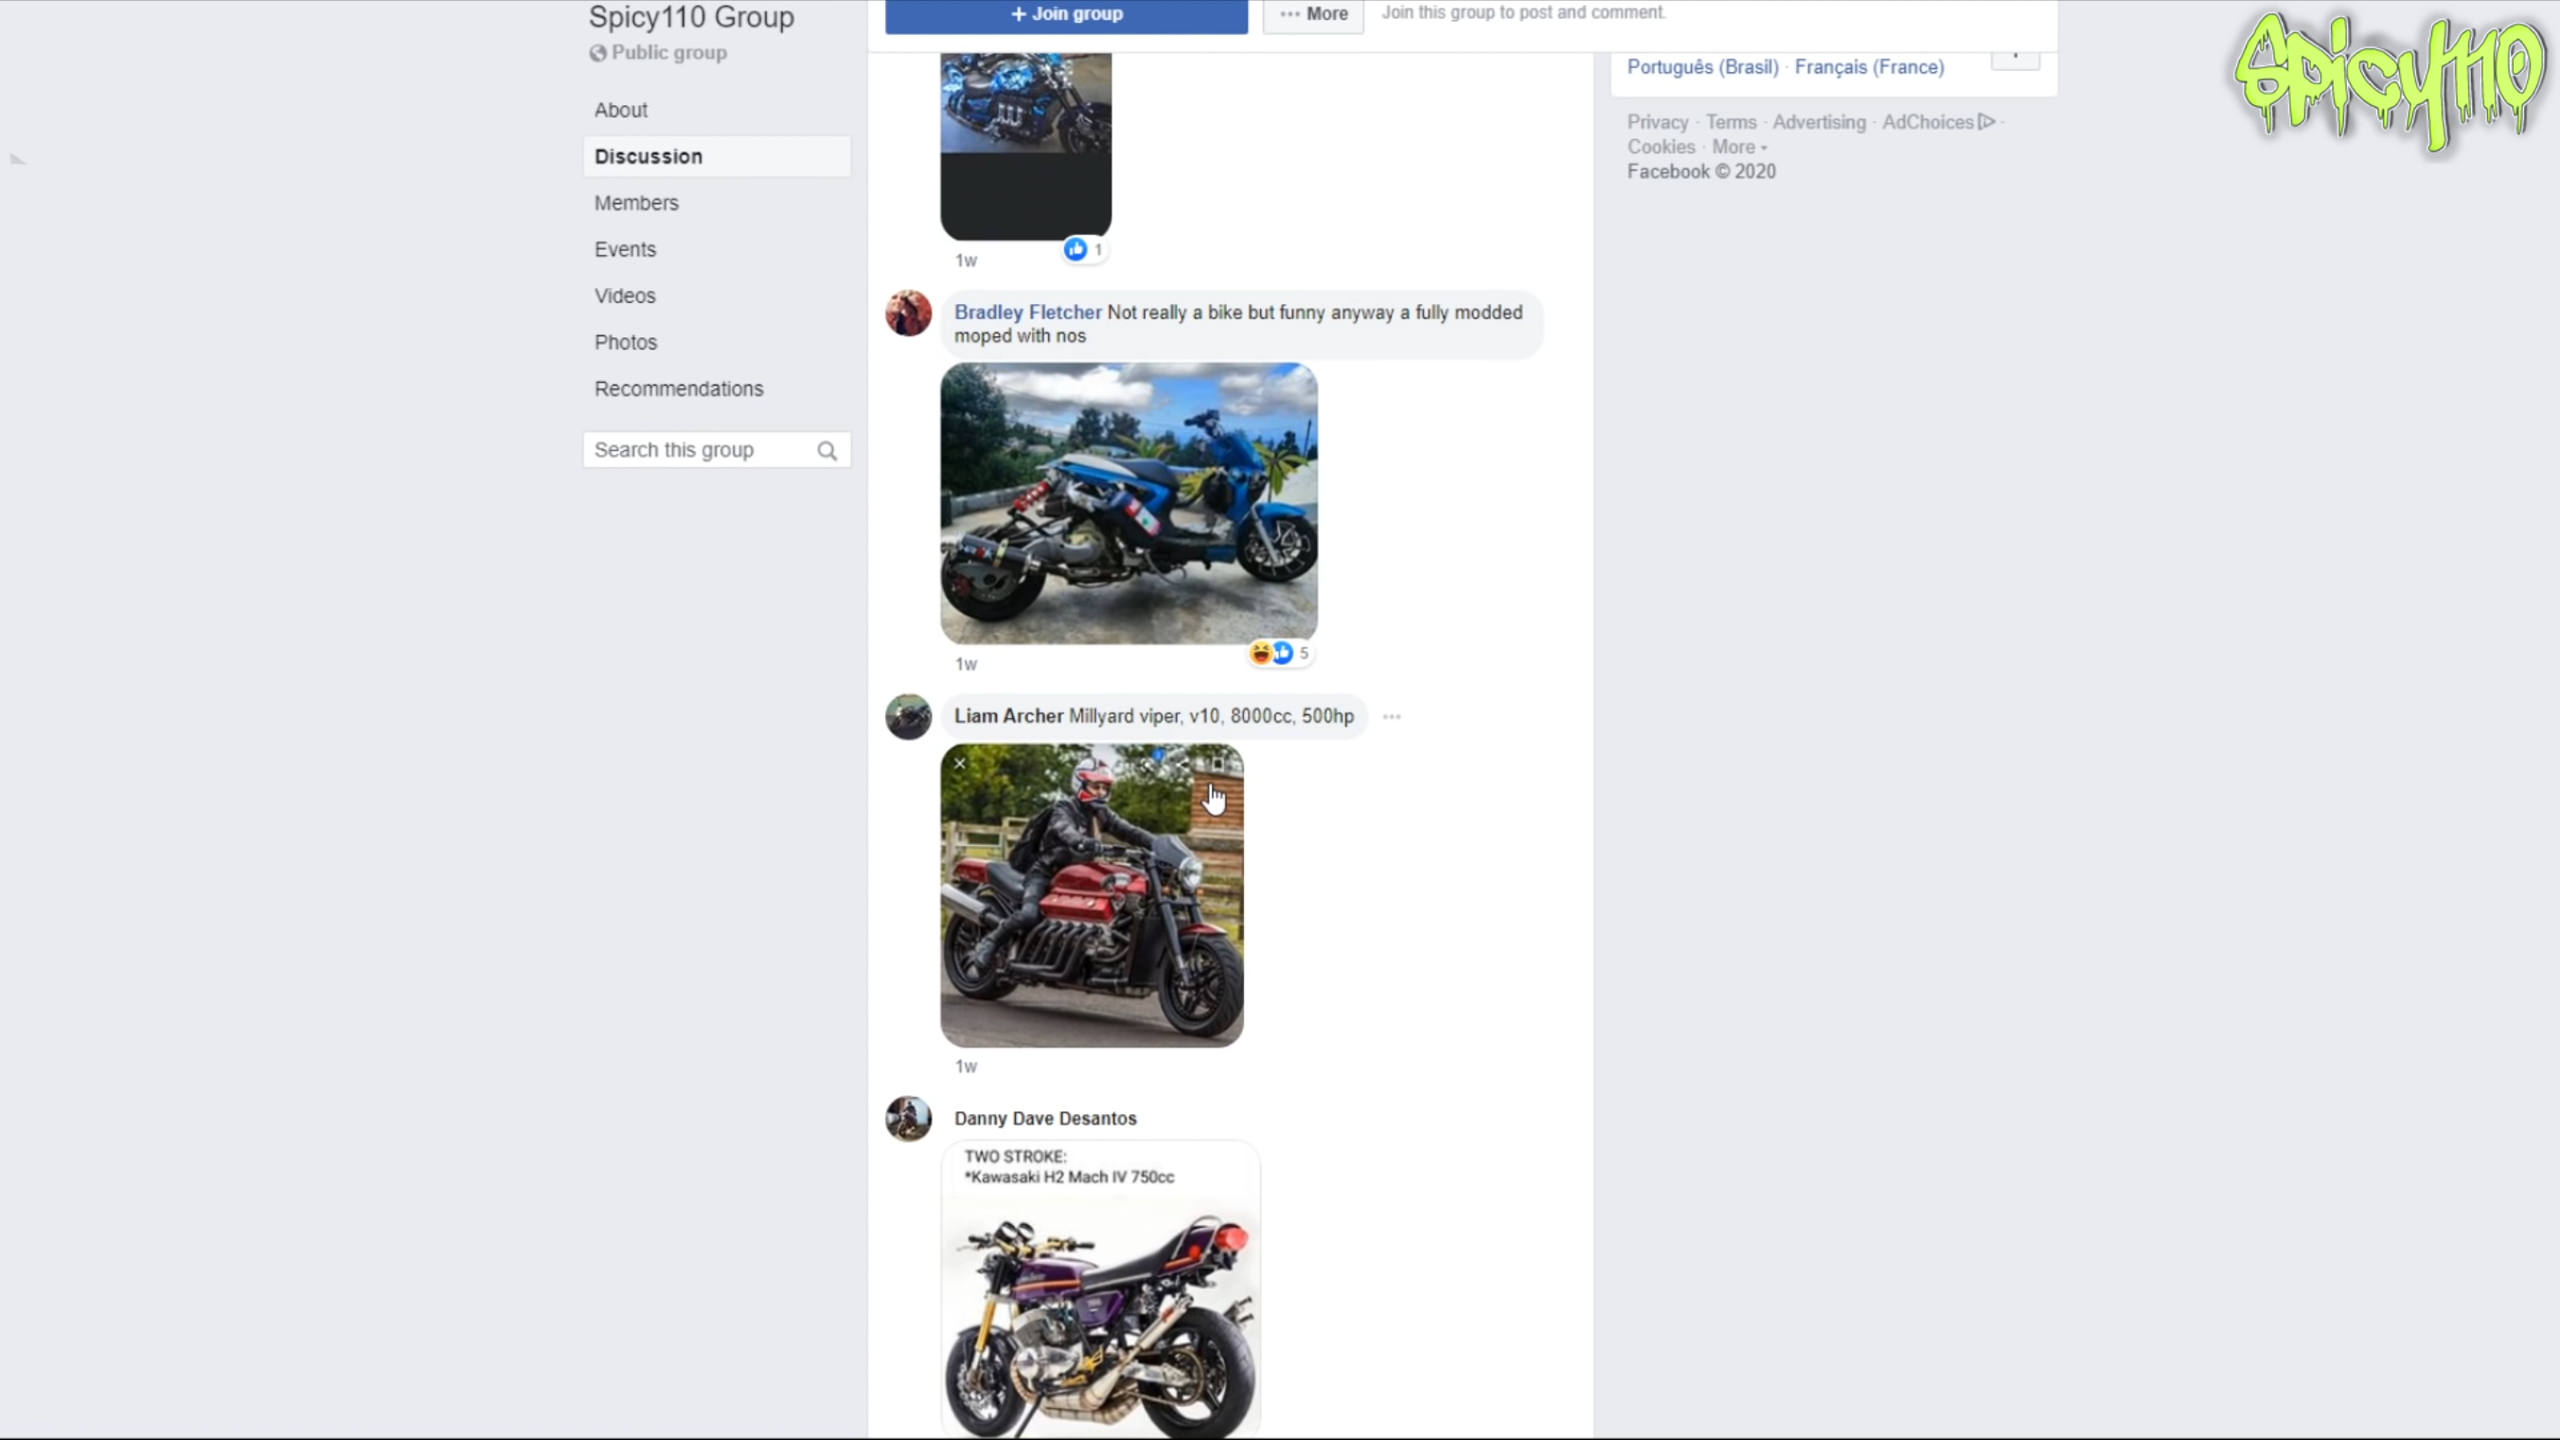 Spicy110 Group
Public group
About
Discussion
Members
Events
Videos
Photos
Recommendations
Search this group
+ Join group
••• More
Join this group to post and comment.
1
1w
Bradley Fletcher Not really a bike but funny anyway a fully modded
moped with nos
5
1w
Liam Archer Millyard viper, v10, 8000cc, 500hp
1w
Danny Dave Desantos
TWO STROKE:
*Kawasaki H2 Mach IV 750cc
Português (Brasil) · Français (France)
Privacy · Terms · Advertising · AdChoices ·
Cookies · More
Facebook © 2020
Spicy110